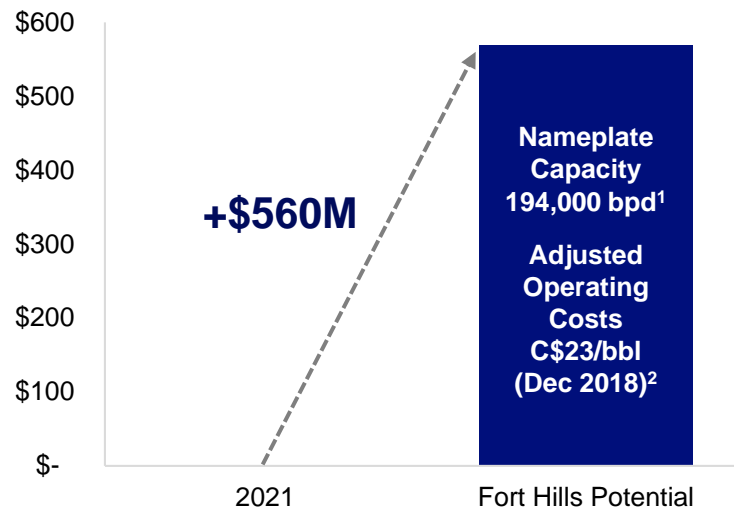 $600
$500
$400
$300
$200
$100
$-
+$560M
Nameplate
Capacity
194,000 bpd¹
Adjusted
Operating
Costs
C$23/bbl
(Dec 2018)²
2021
Fort Hills Potential